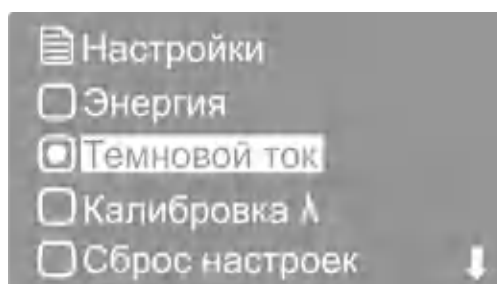 Настройки
Энергия
Темновой ток
Калибровка λ
Сброс настроек